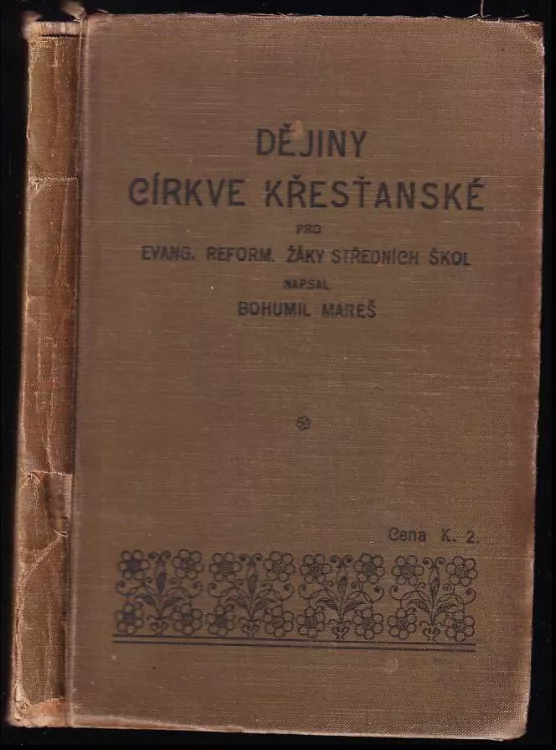 DĚJINY
CÍRKVE KŘESŤANSKÉ
PRO
EVANG. REFORM. ŽÁKY STŘEDNÍCH ŠKOL
NAPSAL
BOHUMIL MAREŠ
Cena K. 2.